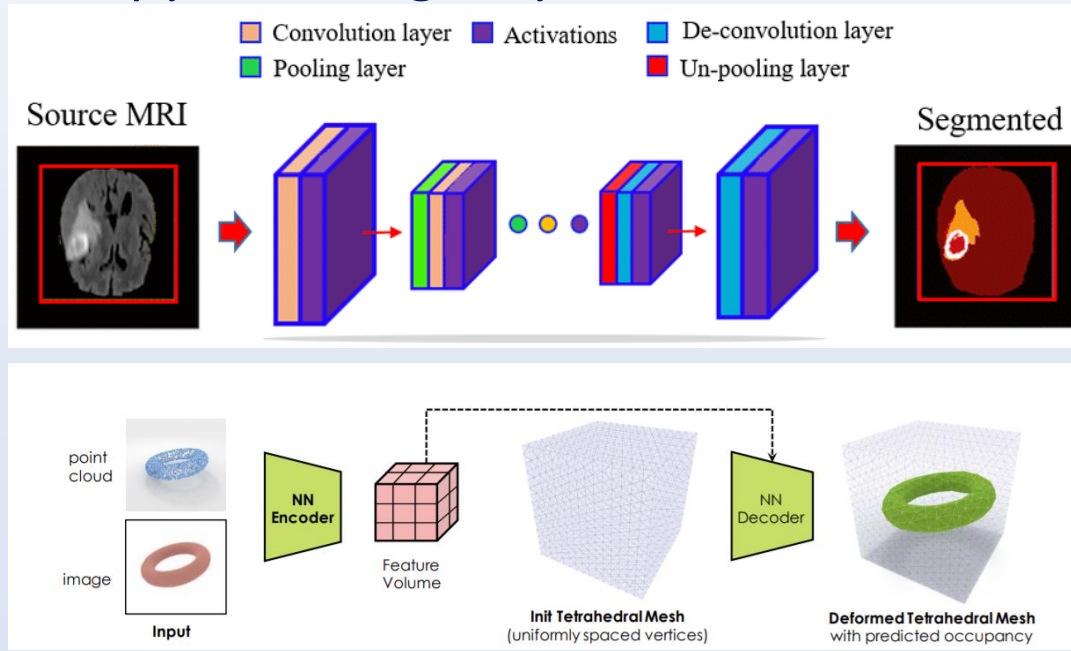 Convolution layer Activations De-convolution layer
Pooling layer Un-pooling layer
Source MRI
Segmented
point
cloud
image
Input
NN
Encoder
Feature
Volume
Init Tetrahedral Mesh
(uniformly spaced vertices)
NN
Decoder
Deformed Tetrahedral Mesh
with predicted occupancy